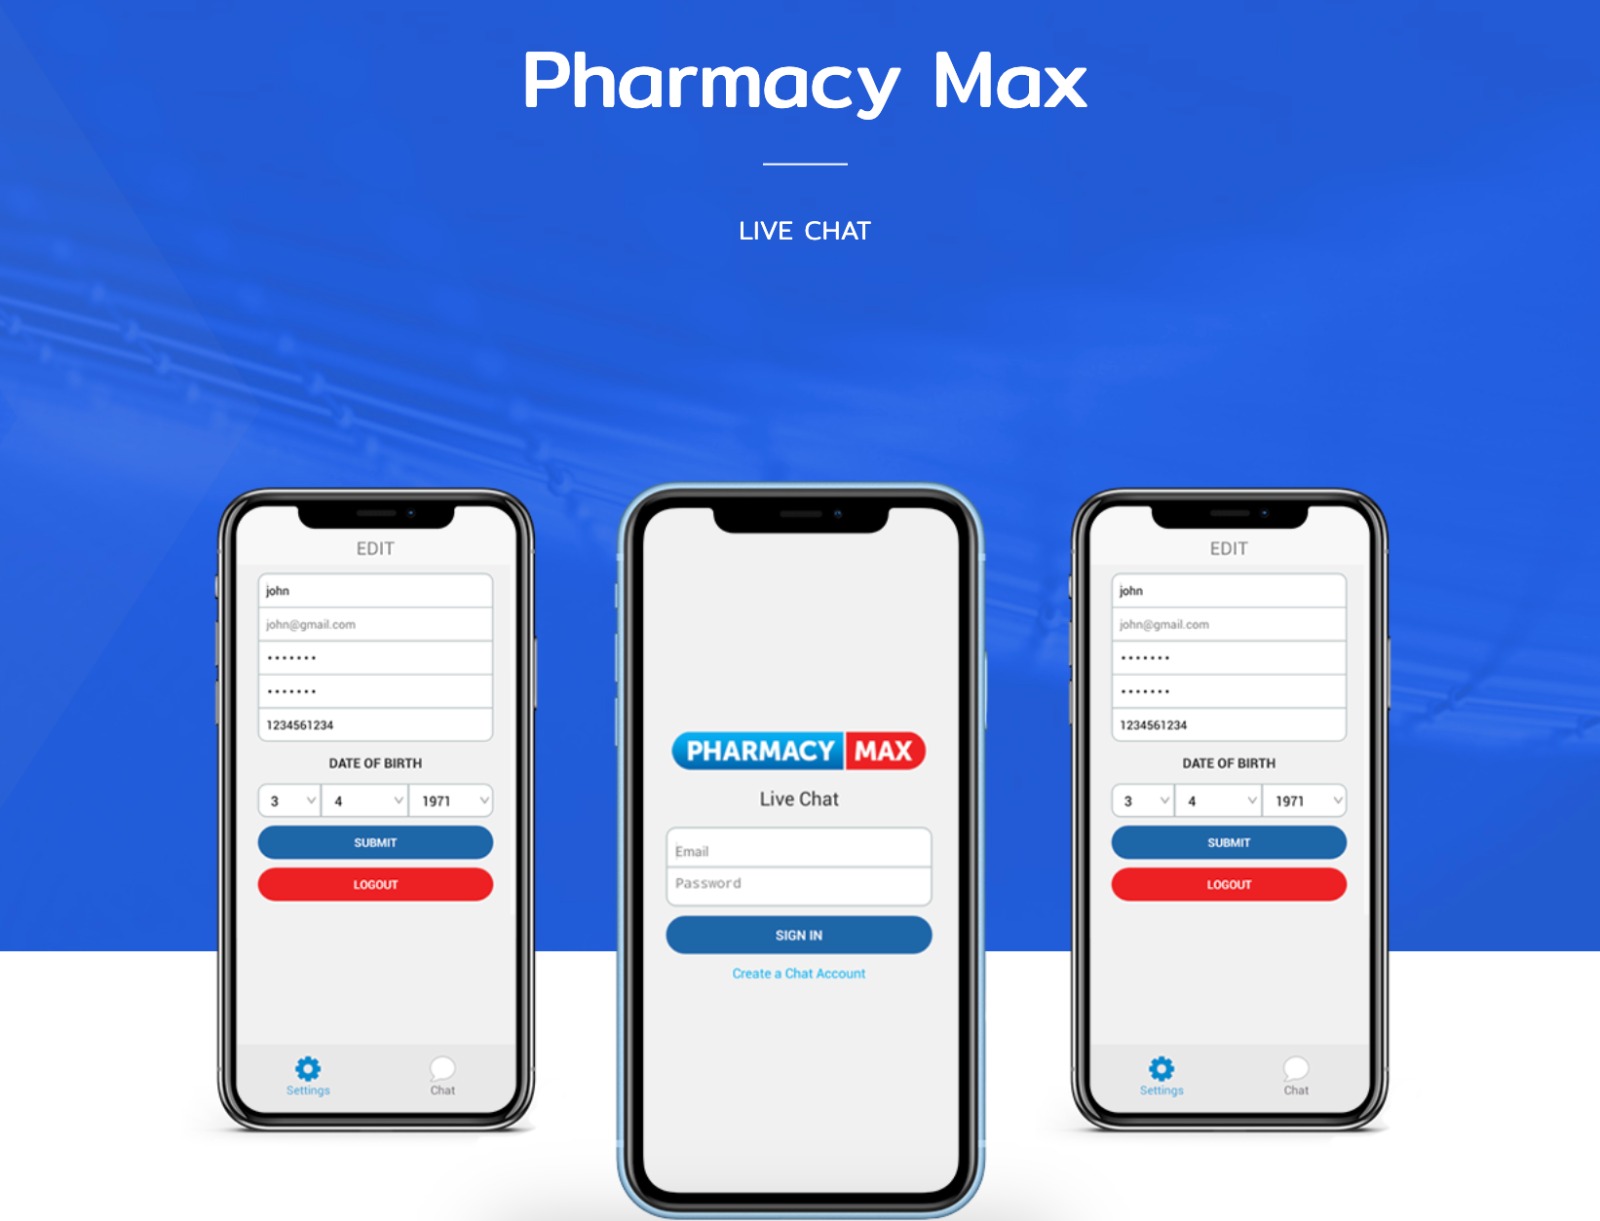 Pharmacy Max
LIVE CHAT
EDIT
john
john@gmail.com
•••••••
•••••••
1234561234
DATE OF BIRTH
3 4 1971
SUBMIT
LOGOUT
Settings Chat
PHARMACY MAX
Live Chat
Email
Password
SIGN IN
Create a Chat Account
EDIT
john
john@gmail.com
•••••••
•••••••
1234561234
DATE OF BIRTH
3 4 1971
SUBMIT
LOGOUT
Settings Chat